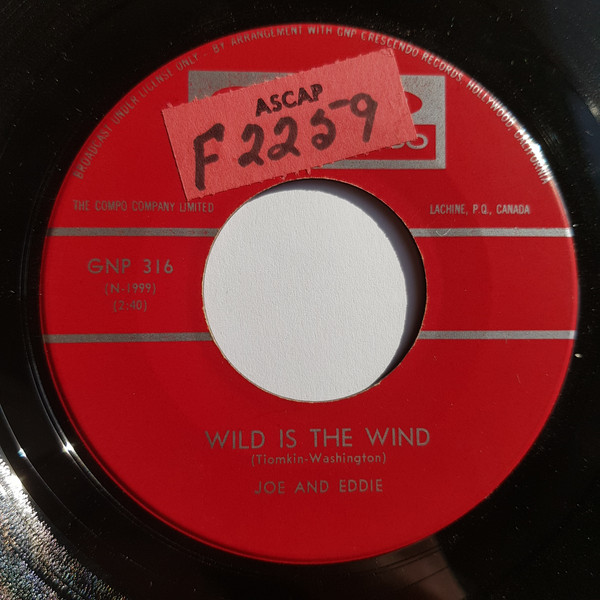 BROADCAST UNDER LICENSE ONLY - BY ARRANGEMENT WITH GNP CRESCENDO RECORDS, HOLLYWOOD, CALIFORNIA
ASCAP
F2259
THE COMPO COMPANY LIMITED
LACHINE, P.Q., CANADA
GNP 316
(N-1999)
(2:40)
WILD IS THE WIND
(Tiomkin-Washington)
JOE AND EDDIE